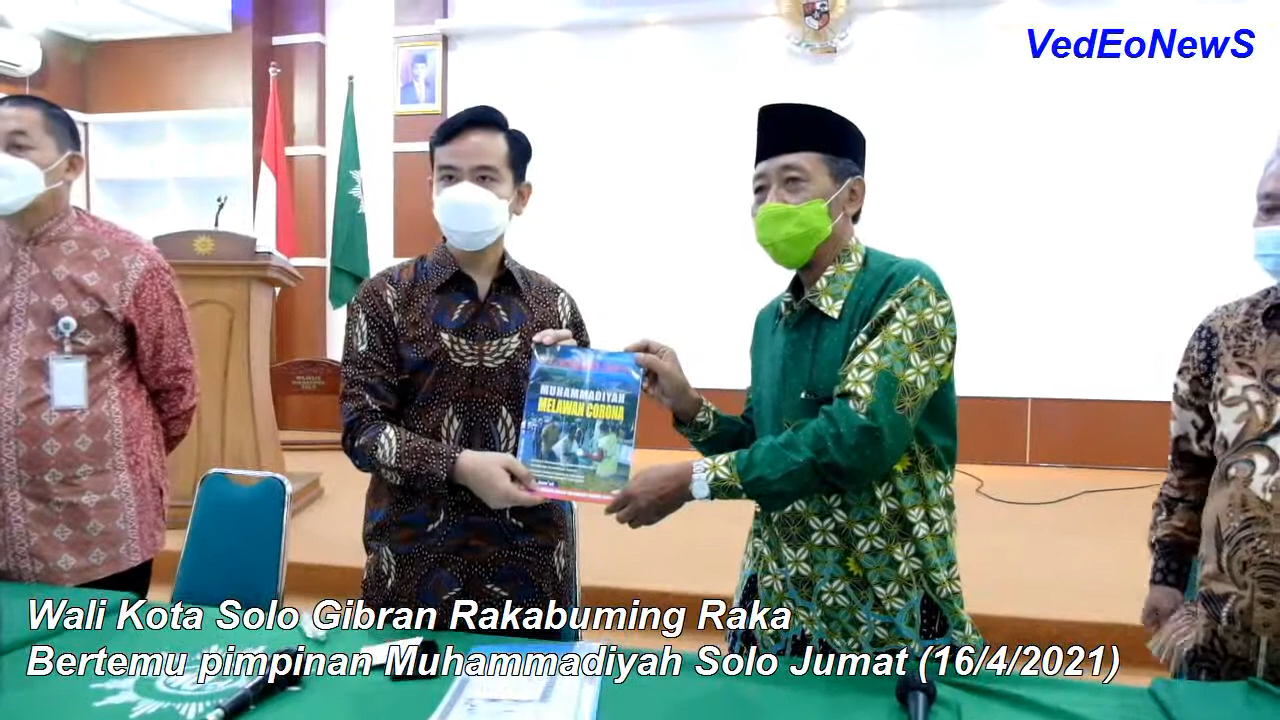 VedEoNewS
MUHAMMADIYAH
MELAWAN CORONA
Wali Kota Solo Gibran Rakabuming Raka
Bertemu pimpinan Muhammadiyah Solo Jumat (16/4/2021)